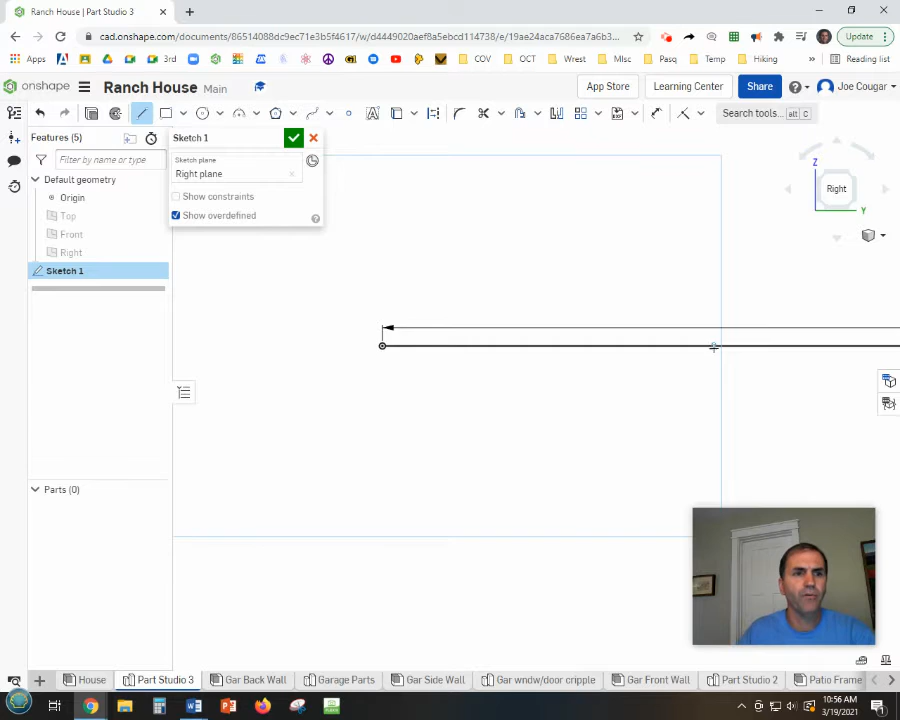 Ranch House | Part Studio 3
cad.onshape.com/documents/86514088dc9ec71e3b5f4617/w/d4449020aef8a5ebcd114738/e/19ae24aca7686ea7a6b3...
Update
Apps
3rd
COV
OCT
Wrest
Misc
Pasq
Temp
Hiking
Reading list
onshape
Ranch House Main
App Store
Learning Center
Share
Joe Cougar
Search tools...
alt C
Features (5)
Filter by name or type
Default geometry
Origin
Top
Front
Right
Sketch 1
Parts (0)
Sketch 1
Sketch plane
Right plane
Show constraints
Show overdefined
Z
Right
Y
House
Part Studio 3
Gar Back Wall
Garage Parts
Gar Side Wall
Gar wndw/door cripple
Gar Front Wall
Part Studio 2
Patio Frame
10:56 AM
3/19/2021